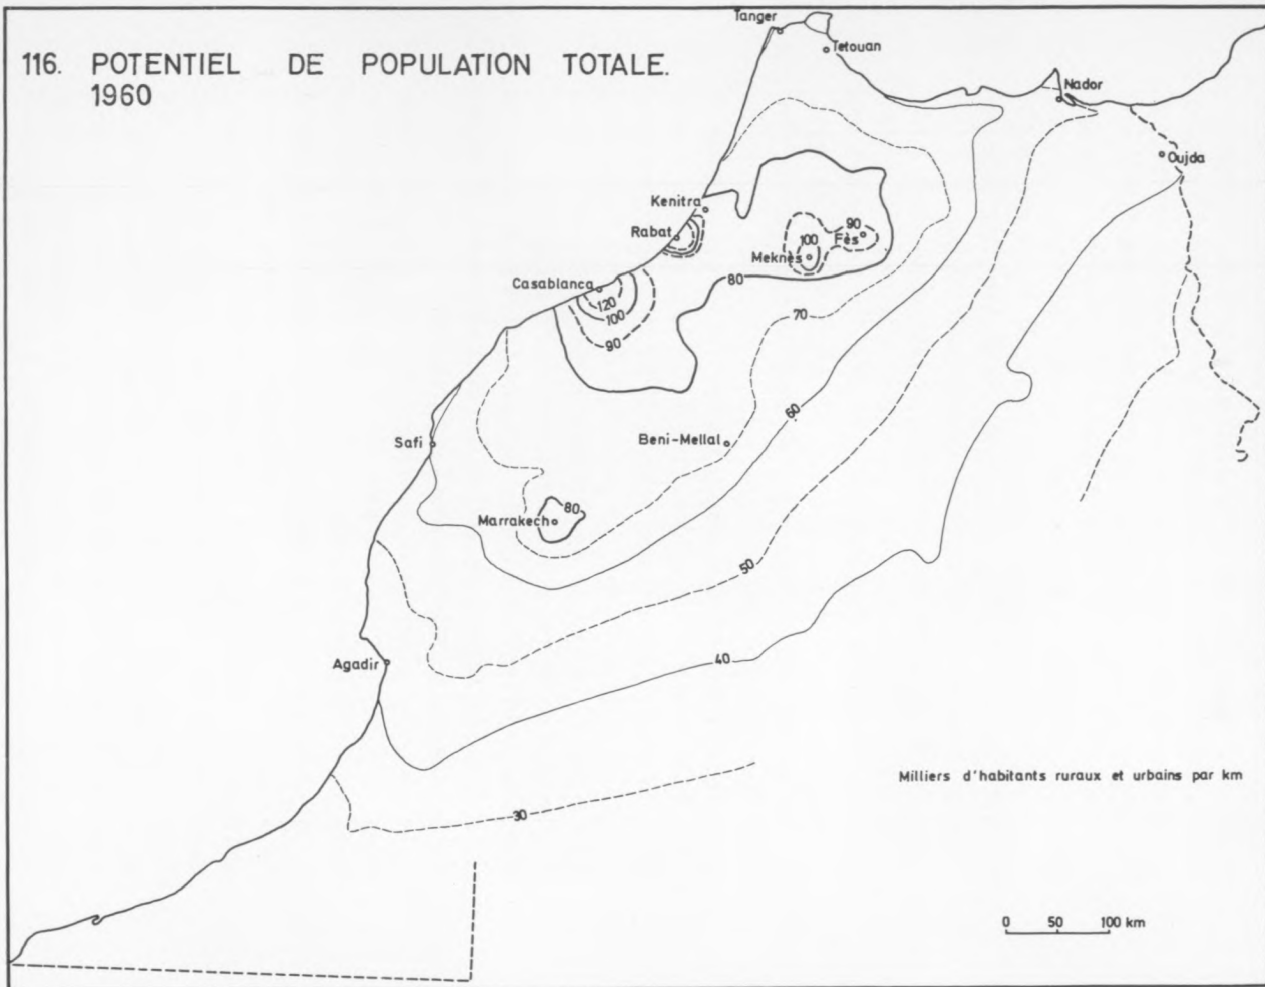 116. POTENTIEL DE POPULATION TOTALE.
1960
Tanger
Tetouan
Nador
Oujda
Kenitra
Rabat
90
Fès
100
Meknès
80
Casablanca
120
100
90
70
60
Safi
Beni-Mellal
80
Marrakech
50
Agadir
40
Milliers d'habitants ruraux et urbains par km
30
0 50 100 km